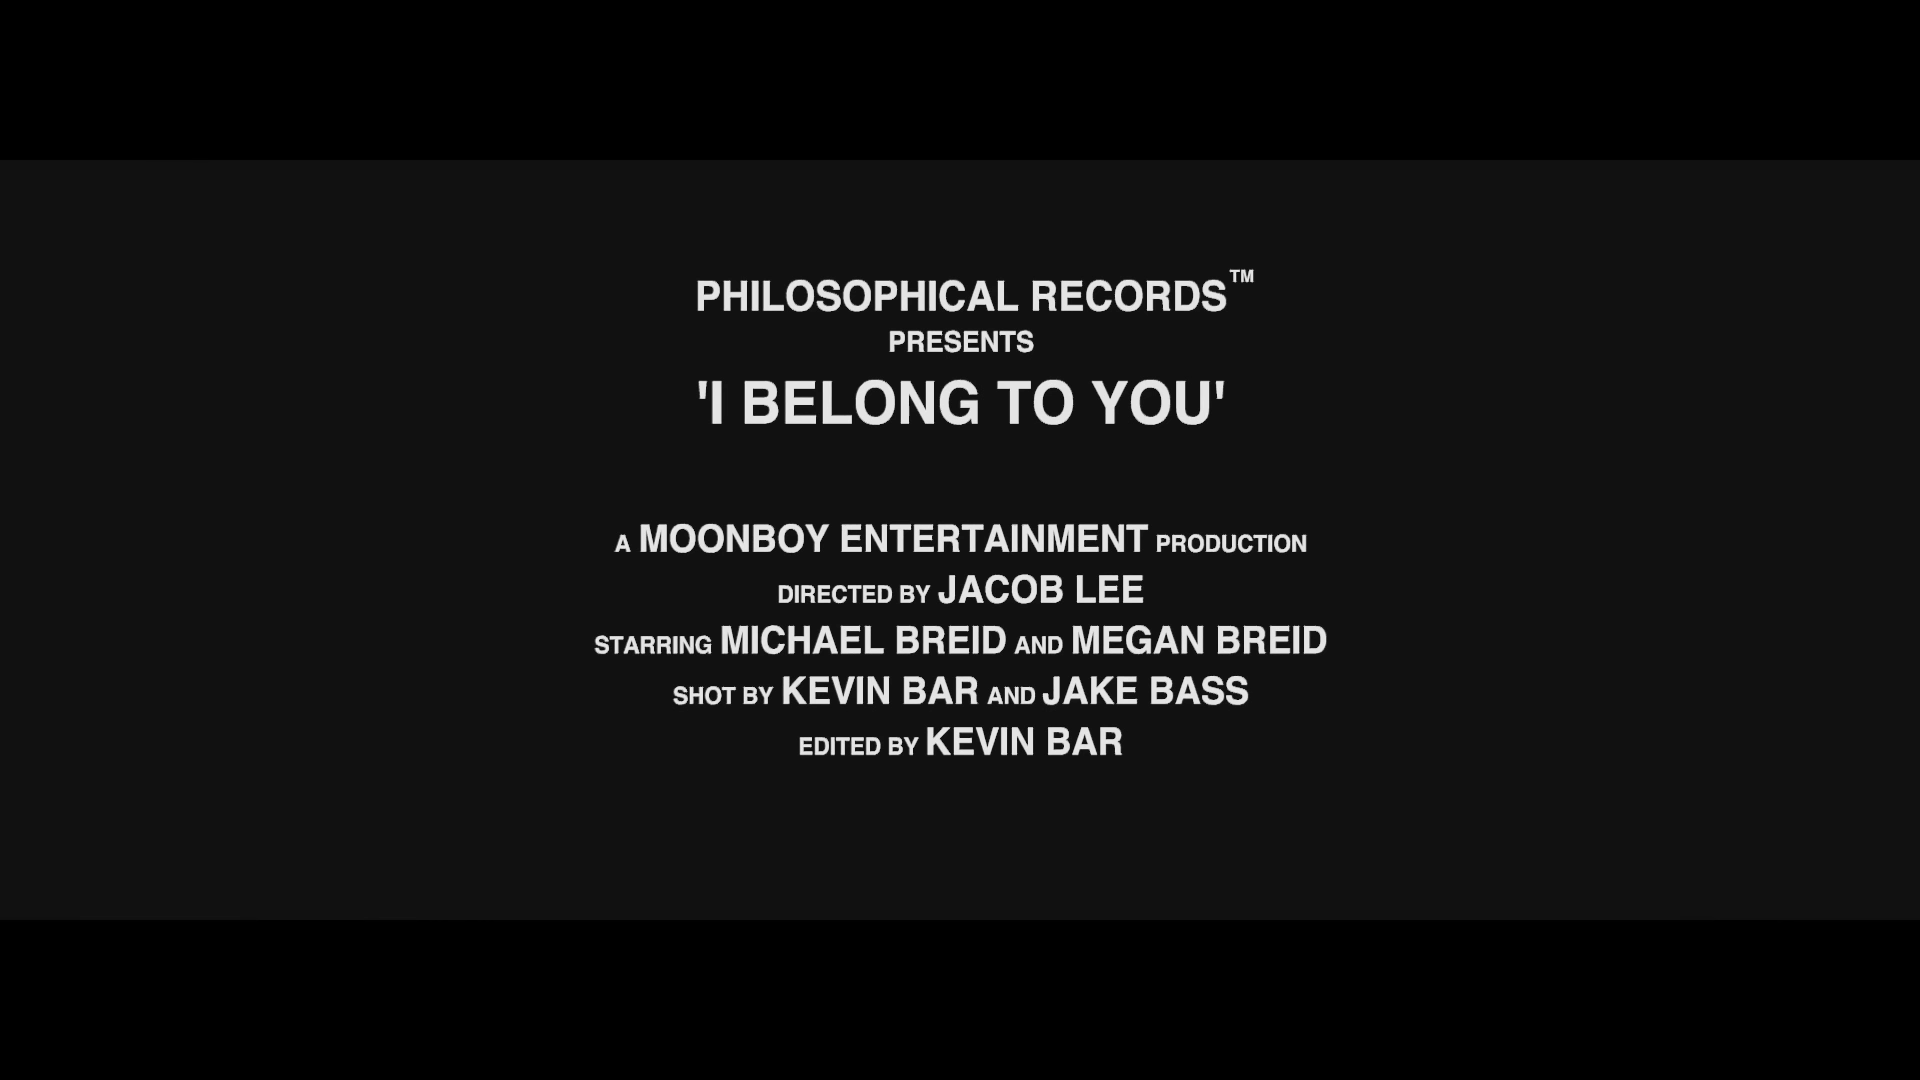 PHILOSOPHICAL RECORDS™
PRESENTS
'I BELONG TO YOU'
A MOONBOY ENTERTAINMENT PRODUCTION
DIRECTED BY JACOB LEE
STARRING MICHAEL BREID AND MEGAN BREID
SHOT BY KEVIN BAR AND JAKE BASS
EDITED BY KEVIN BAR